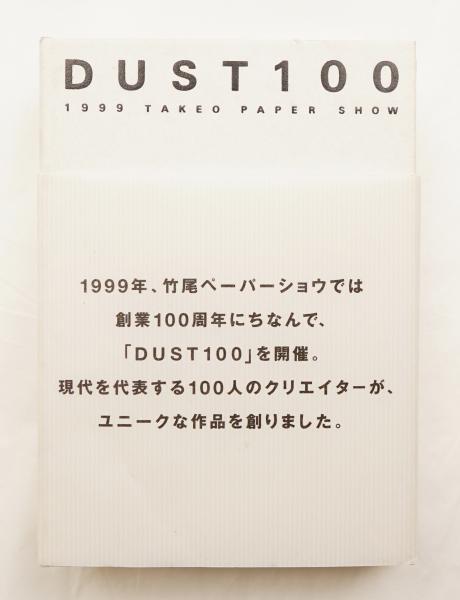 DUST100
1999 TAKEO PAPER SHOW
1999年、竹尾ペーパーショウでは
創業100周年にちなんで、
「DUST100」を開催。
現代を代表する100人のクリエイターが、
ユニークな作品を創りました。